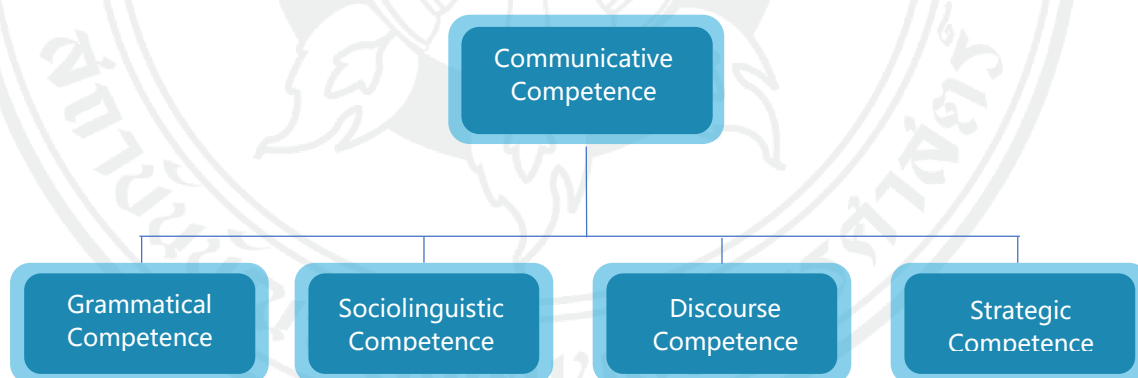 Communicative
Competence
Grammatical
Competence
Sociolinguistic
Competence
Discourse
Competence
Strategic
Competence